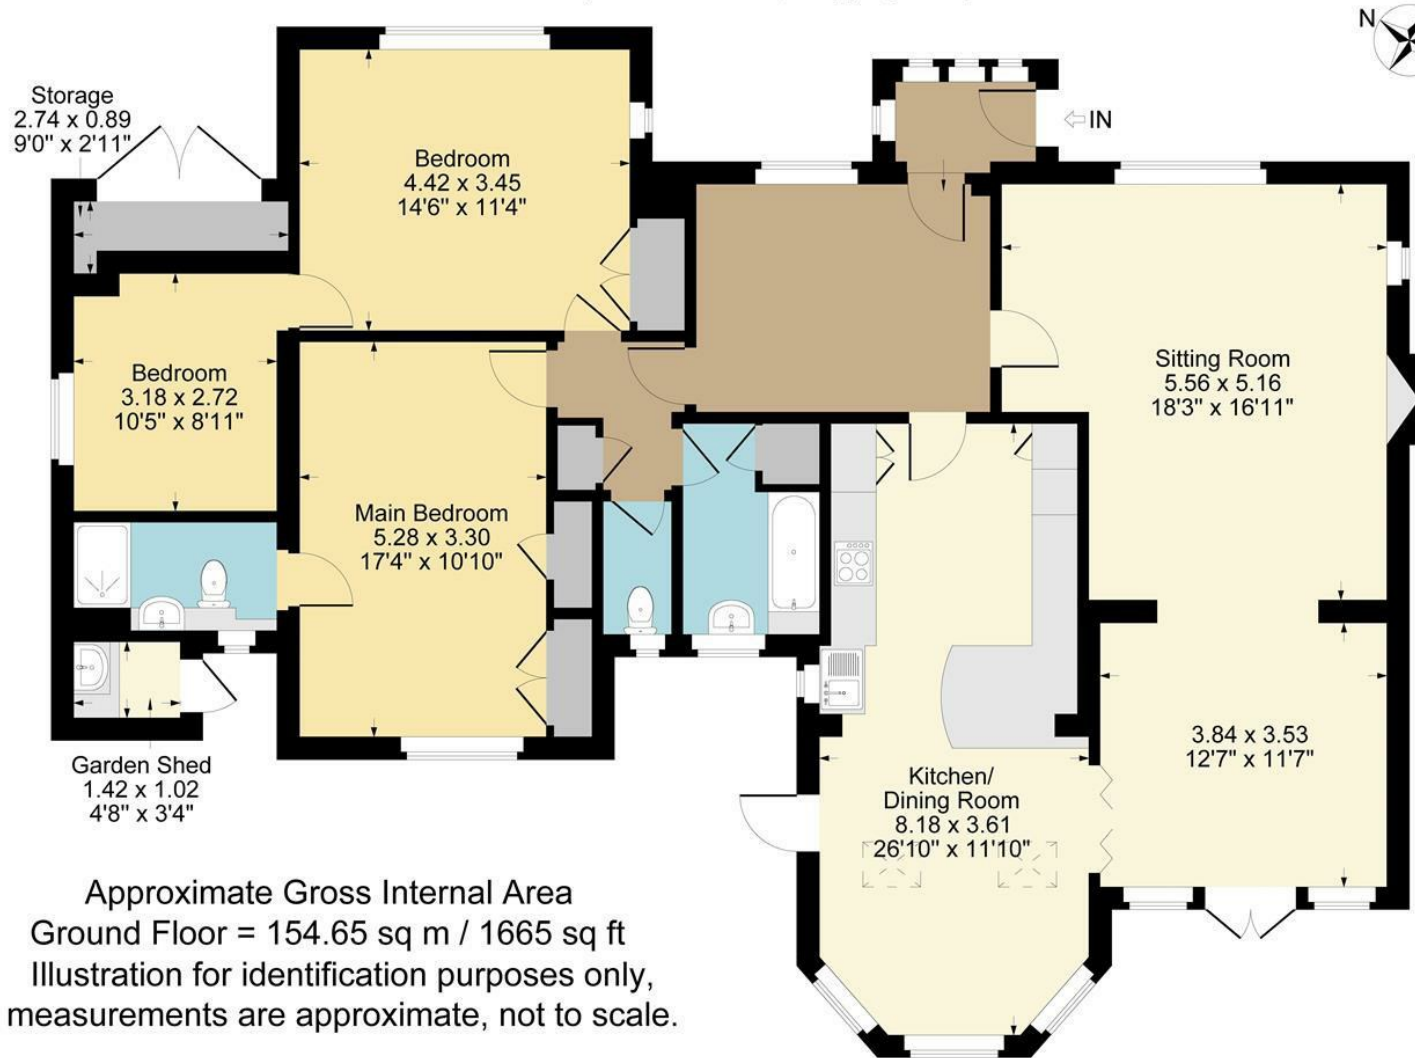 N
Storage
2.74 x 0.89
9'0" x 2'11"
IN
Bedroom
4.42 x 3.45
14'6" x 11'4"
Bedroom
3.18 x 2.72
10'5" x 8'11"
Sitting Room
5.56 x 5.16
18'3" x 16'11"
Main Bedroom
5.28 x 3.30
17'4" x 10'10"
3.84 x 3.53
12'7" x 11'7"
Garden Shed
1.42 x 1.02
4'8" x 3'4"
Kitchen/
Dining Room
8.18 x 3.61
26'10" x 11'10"
Approximate Gross Internal Area
Ground Floor = 154.65 sq m / 1665 sq ft
Illustration for identification purposes only,
measurements are approximate, not to scale.